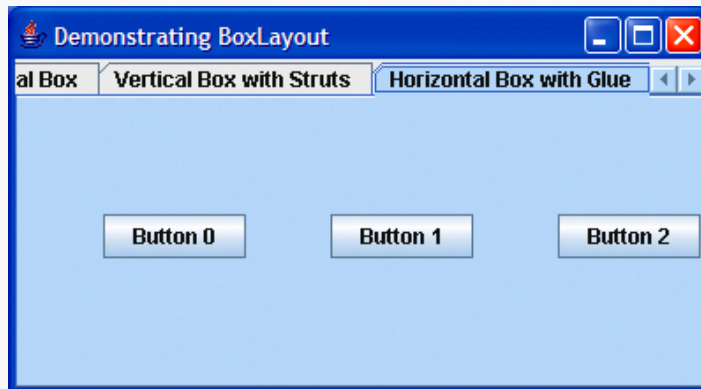 Demonstrating BoxLayout
al Box Vertical Box with Struts Horizontal Box with Glue
Button 0 Button 1 Button 2